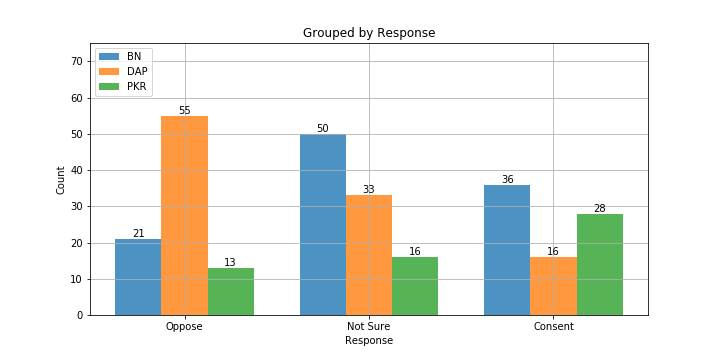 Grouped by Response
BN
DAP
PKR
Count
70
60
50
40
30
20
10
0
21
55
13
50
33
16
36
16
28
Oppose
Not Sure
Consent
Response